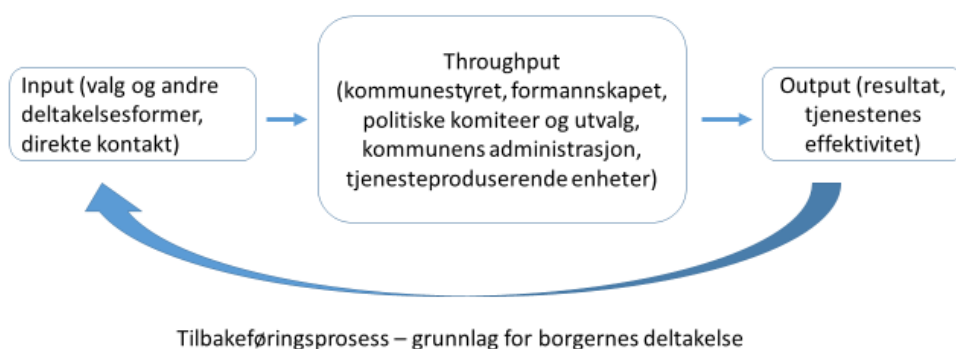 Input (valg og andre
deltakelsesformer,
direkte kontakt)
Throughput
(kommunestyret, formannskapet,
politiske komiteer og utvalg,
kommunens administrasjon,
tjenesteproduserende enheter)
Output (resultat,
tjenestenes
effektivitet)
Tilbakeføringsprosess – grunnlag for borgernes deltakelse